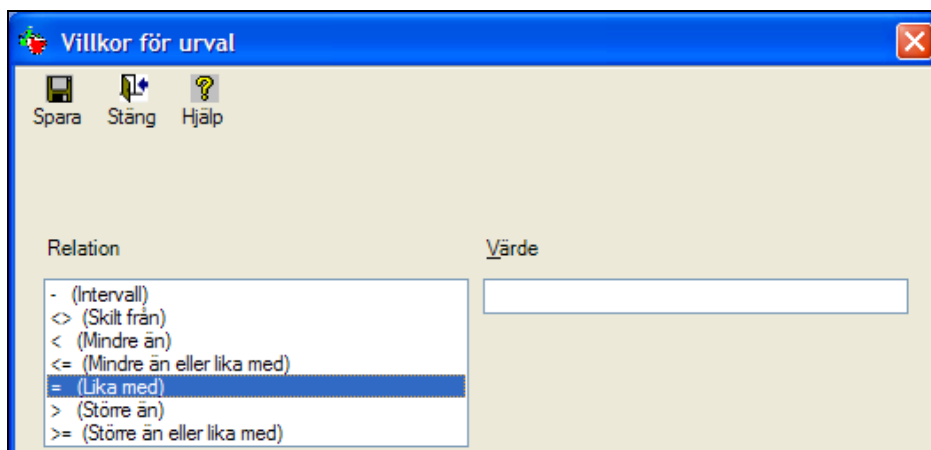 Villkor för urval
Spara Stäng Hjälp
Relation Värde
- (Intervall)
<> (Skilt från)
< (Mindre än)
<= (Mindre än eller lika med)
= (Lika med)
> (Större än)
>= (Större än eller lika med)